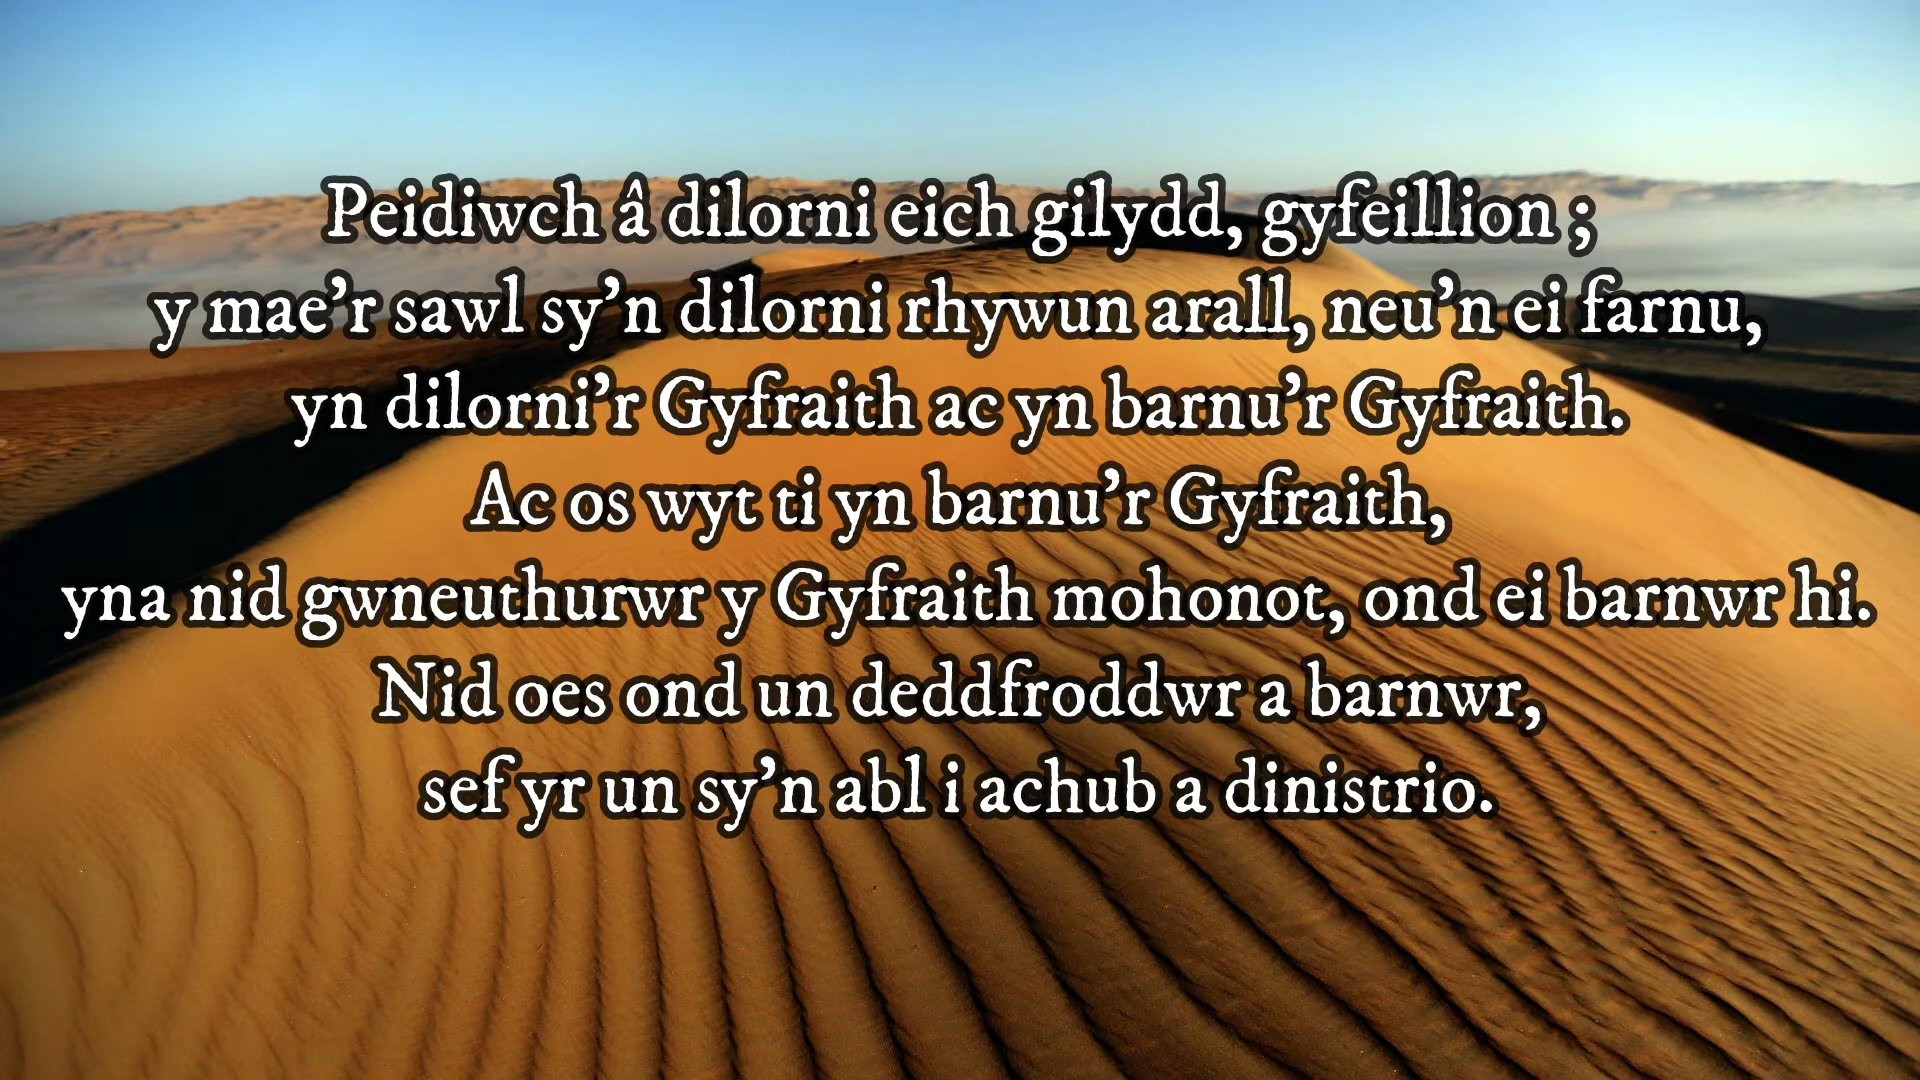 Peidiwch â dilorni eich gilydd, gyfeillion ;
y mae’r sawl sy’n dilorni rhywun arall, neu’n ei farnu,
yn dilorni’r Gyfraith ac yn barnu’r Gyfraith.
Ac os wyt ti yn barnu’r Gyfraith,
yna nid gwneuthurwr y Gyfraith mohonot, ond ei barnwr hi.
Nid oes ond un deddfroddwr a barnwr,
sef yr un sy’n abl i achub a dinistrio.